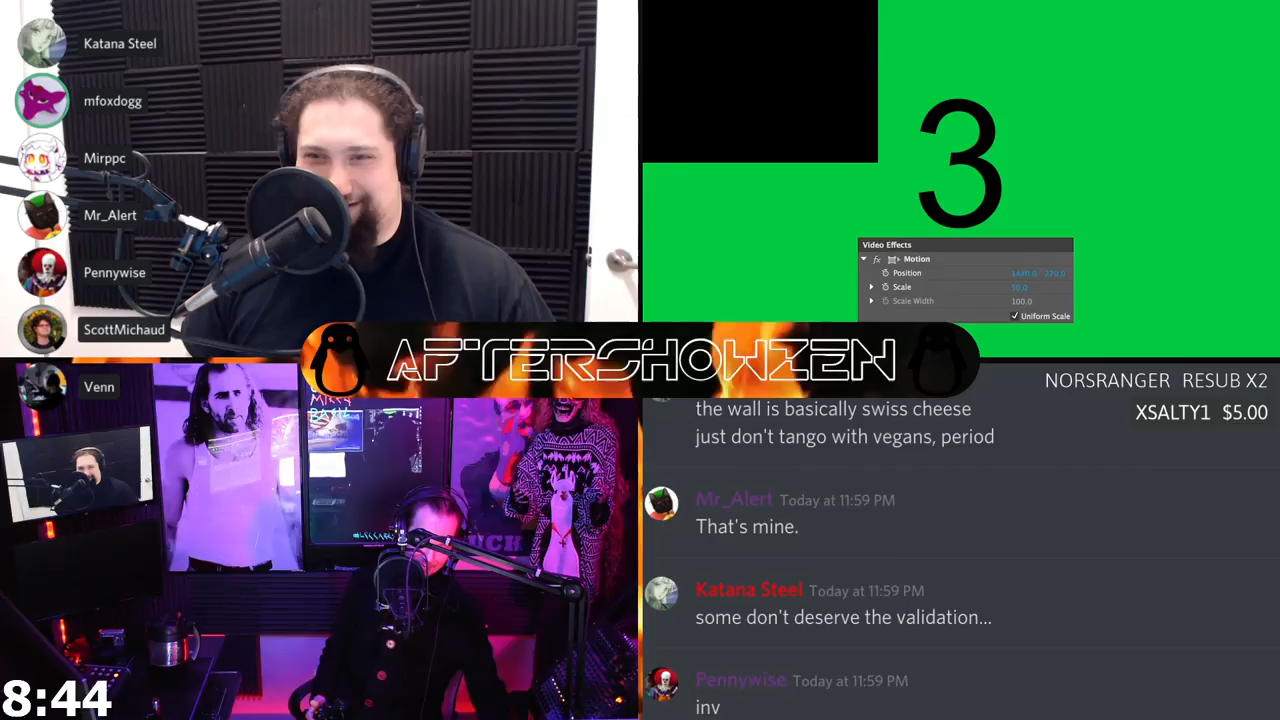 Katana Steel
mfoxdogg
Mirppc
Mr_Alert
Pennywise
ScottMichaud
3
Video Effects
fx Motion
Position
Scale 50.0
Scale Width 100.0
Uniform Scale
AFTERSHOWZEN
Venn
NORSRANGER RESUB X2
XSALTY1 $5.00
the wall is basically swiss cheese
just don't tango with vegans, period
Mr_Alert Today at 11:59 PM
That's mine.
Katana Steel Today at 11:59 PM
some don't deserve the validation...
Pennywise Today at 11:59 PM
inv
8:44